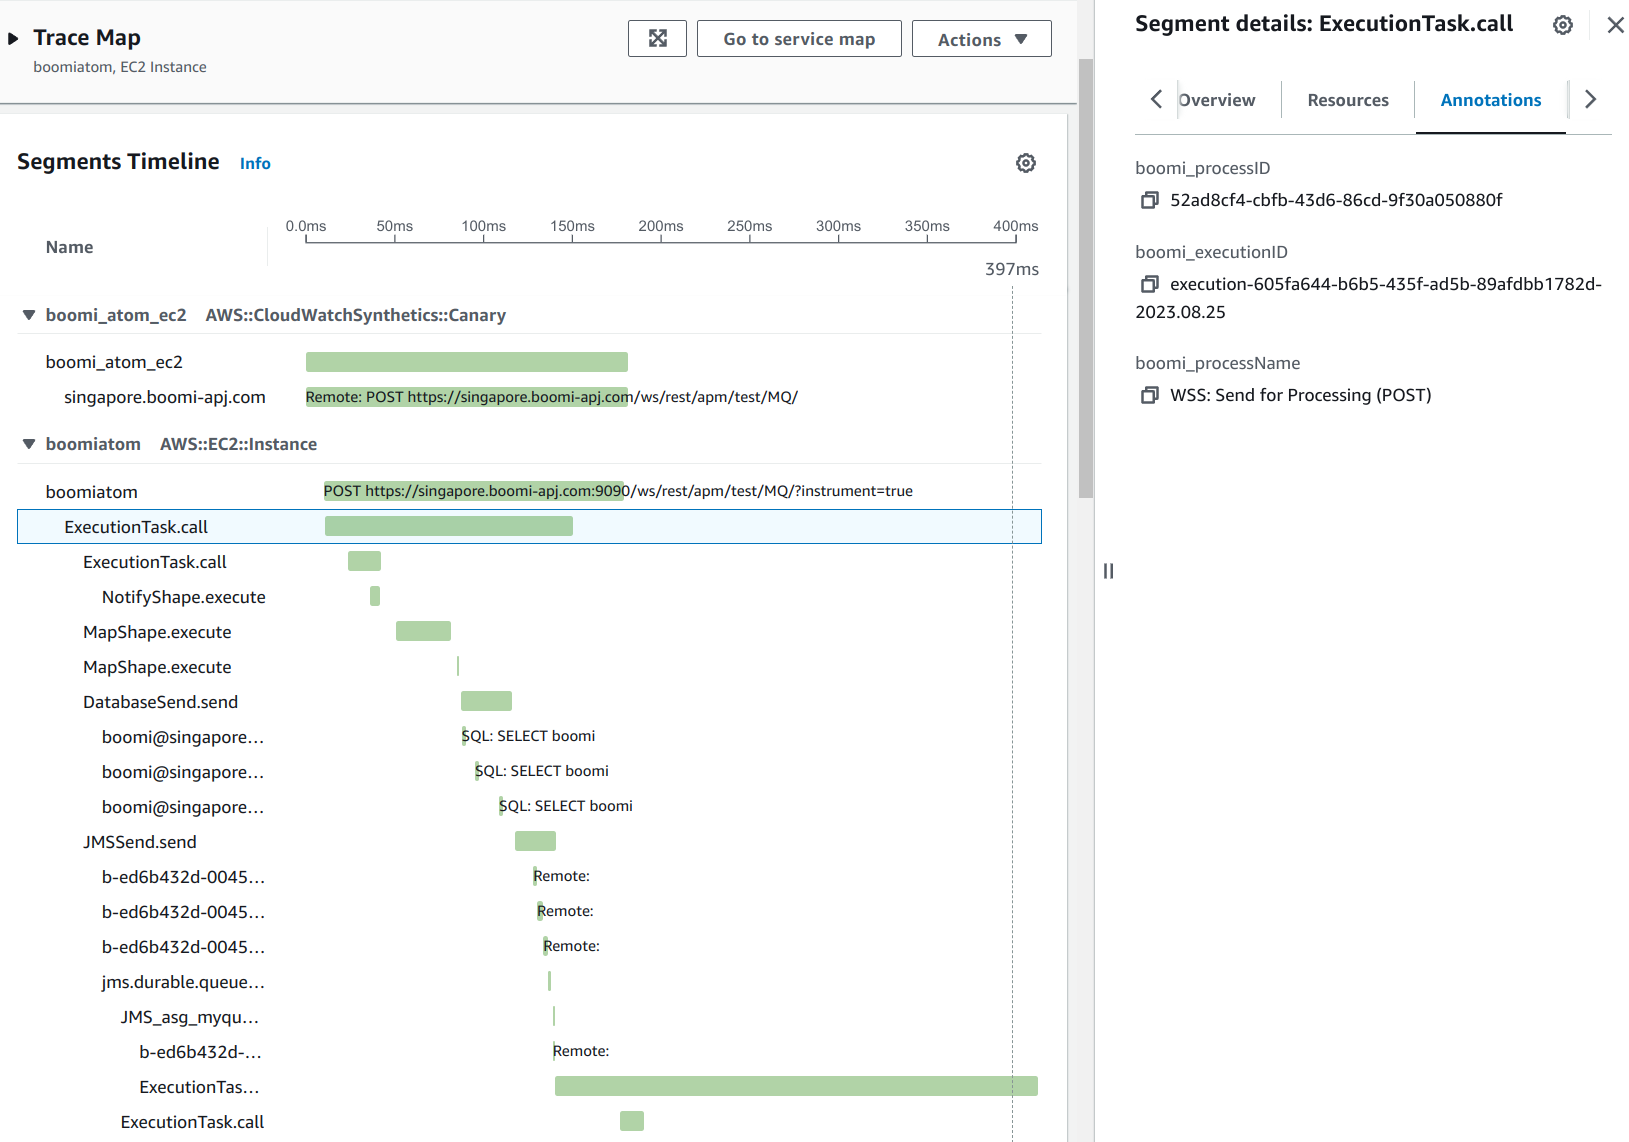 Trace Map
boomiatom, EC2 Instance
Go to service map
Actions
Segments Timeline Info
Name
0.0ms 50ms 100ms 150ms 200ms 250ms 300ms 350ms 400ms
397ms
boomi_atom_ec2 AWS::CloudWatchSynthetics::Canary
boomi_atom_ec2
singapore.boomi-apj.com Remote: POST https://singapore.boomi-apj.com/ws/rest/apm/test/MQ/
boomiatom AWS::EC2::Instance
boomiatom POST https://singapore.boomi-apj.com:9090/ws/rest/apm/test/MQ/?instrument=true
ExecutionTask.call
ExecutionTask.call
NotifyShape.execute
MapShape.execute
MapShape.execute
DatabaseSend.send
boomi@singapore… SQL: SELECT boomi
boomi@singapore… SQL: SELECT boomi
boomi@singapore… SQL: SELECT boomi
JMSSend.send
b-ed6b432d-0045… Remote:
b-ed6b432d-0045… Remote:
b-ed6b432d-0045… Remote:
jms.durable.queue…
JMS_asg_myqu…
b-ed6b432d-… Remote:
ExecutionTas…
ExecutionTask.call
Segment details: ExecutionTask.call
Overview Resources Annotations
boomi_processID
52ad8cf4-cbfb-43d6-86cd-9f30a050880f
boomi_executionID
execution-605fa644-b6b5-435f-ad5b-89afdbb1782d-
2023.08.25
boomi_processName
WSS: Send for Processing (POST)